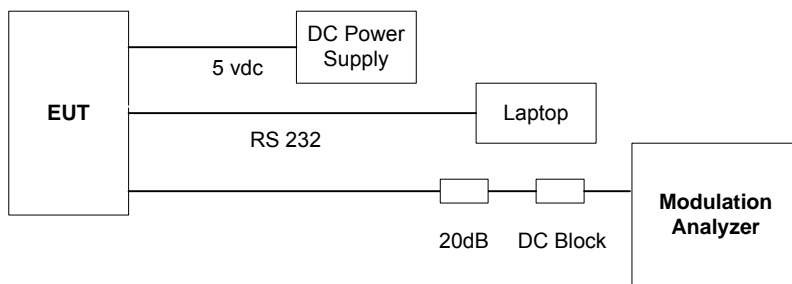 DC Power
Supply
5 vdc
EUT
Laptop
RS 232
Modulation
Analyzer
20dB
DC Block